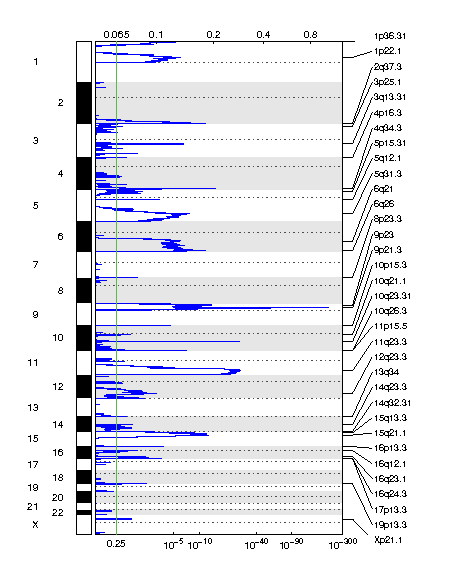 0.065 0.1 0.2 0.4 0.8
1p36.31
1p22.1
2q37.3
3p25.1
3q13.31
4p16.3
4q34.3
5p15.31
5q12.1
5q31.3
6q21
6q26
8p23.3
9p23
9p21.3
10p15.3
10q21.1
10q23.31
10q26.3
11p15.5
11q23.3
12q23.3
13q34
14q23.3
14q32.31
15q13.3
15q21.1
16p13.3
16q12.1
16q23.1
16q24.3
17p13.3
19p13.3
Xp21.1
1
2
3
4
5
6
7
8
9
10
11
12
13
14
15
16
17
18
19
20
21
22
X
0.25 10-5 10-10 10-40 10-90 10-300